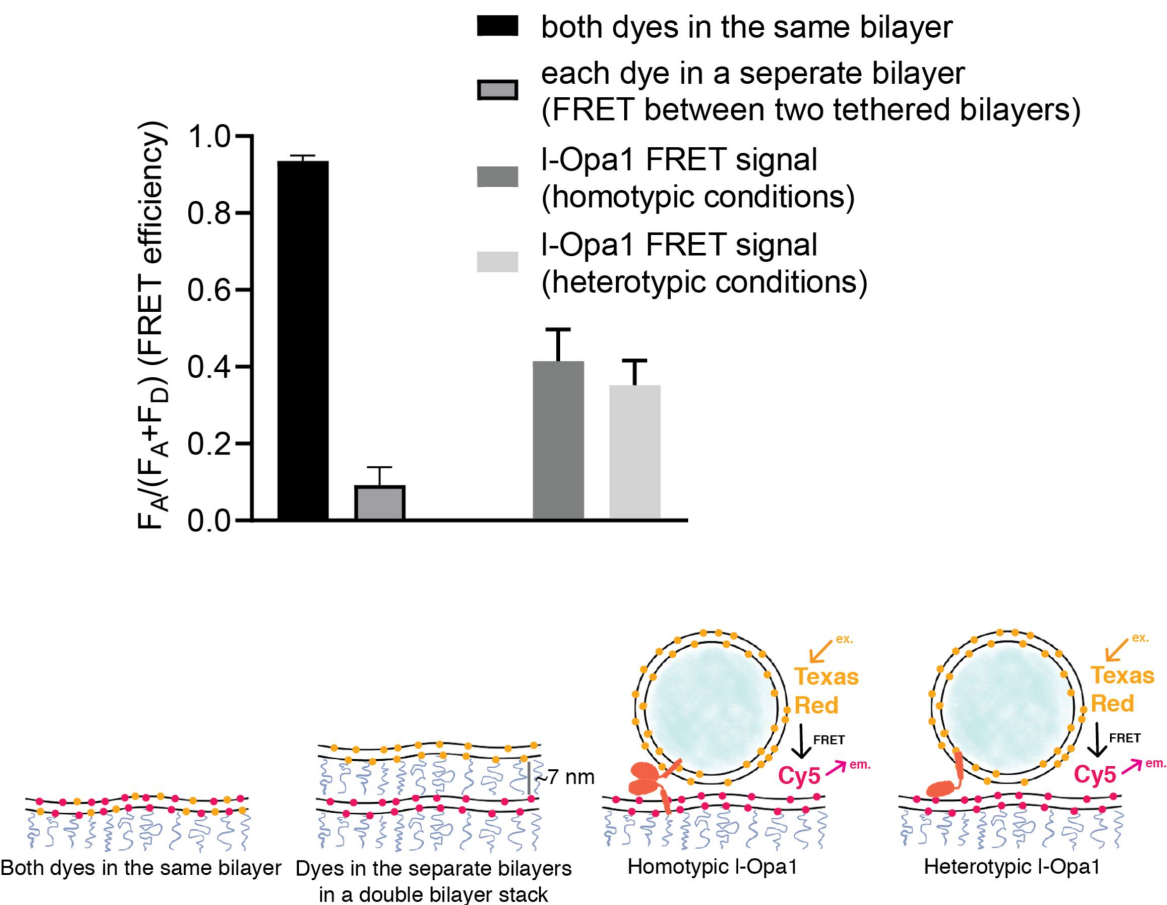 both dyes in the same bilayer
each dye in a seperate bilayer
(FRET between two tethered bilayers)
l-Opa1 FRET signal
(homotypic conditions)
l-Opa1 FRET signal
(heterotypic conditions)
FA/(FA+FD) (FRET efficiency)
1.0
0.8
0.6
0.4
0.2
0.0
~7 nm
ex.
Texas
Red
FRET
Cy5
em.
ex.
Texas
Red
FRET
Cy5
em.
Both dyes in the same bilayer
Dyes in the separate bilayers
in a double bilayer stack
Homotypic l-Opa1
Heterotypic l-Opa1